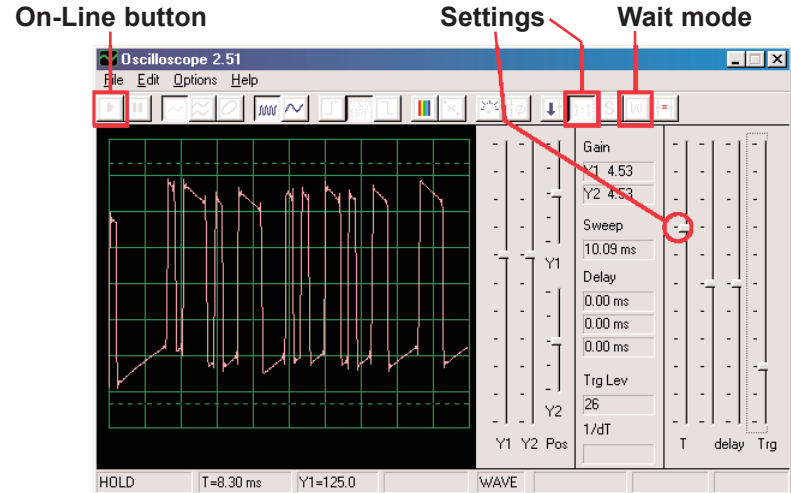 On-Line button Settings Wait mode
Oscilloscope 2.51
File Edit Options Help
S W
Gain
Y1 4.53
Y2 4.53
Sweep
10.09 ms
Y1
Delay
0.00 ms
0.00 ms
0.00 ms
Trg Lev
26
Y2
1/dT
Y1 Y2 Pos T delay Trg
HOLD T=8.30 ms Y1=125.0 WAVE